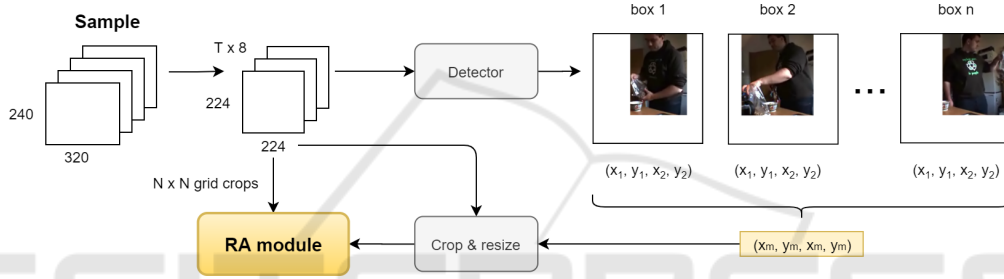 Sample
240
320
T x 8
224
224
N x N grid crops
RA module
Detector
Crop & resize
box 1
box 2
...
box n
(x₁, y₁, x₂, y₂)
(x₁, y₁, x₂, y₂)
(x₁, y₁, x₂, y₂)
(xₘ, yₘ, xₘ, yₘ)